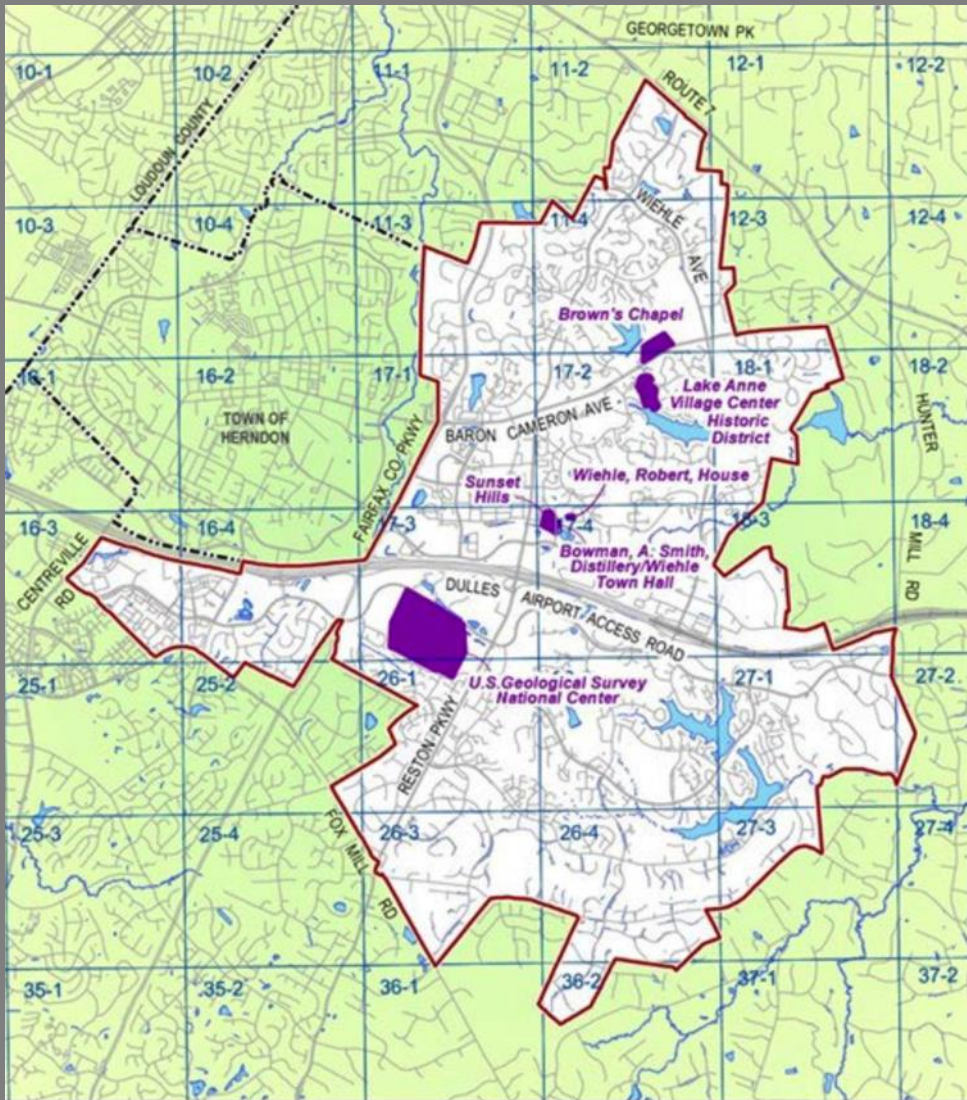 GEORGETOWN PK
10-1
10-2
11-1
11-2
12-1
12-2
ROUTE 7
LOUDOUN COUNTY
10-3
10-4
11-3
11-4
12-3
12-4
WIEHLE
AVE
Brown's Chapel
16-2
17-1
17-2
18-1
18-2
TOWN OF
HERNDON
Lake Anne
Village Center
Historic
District
BARON CAMERON AVE
HUNTER
MILL RD
FAIRFAX CO PKWY
Sunset
Hills
Wiehle, Robert, House
16-3
16-4
17-3
17-4
18-3
18-4
Bowman, A. Smith,
Distillery/Wiehle
Town Hall
CENTREVILLE
RD
DULLES AIRPORT ACCESS ROAD
25-1
25-2
26-1
27-1
27-2
U.S.Geological Survey
National Center
RESTON PKWY
25-3
25-4
26-3
26-4
27-3
27-4
FOX MILL
RD
35-1
35-2
36-1
36-2
37-1
37-2